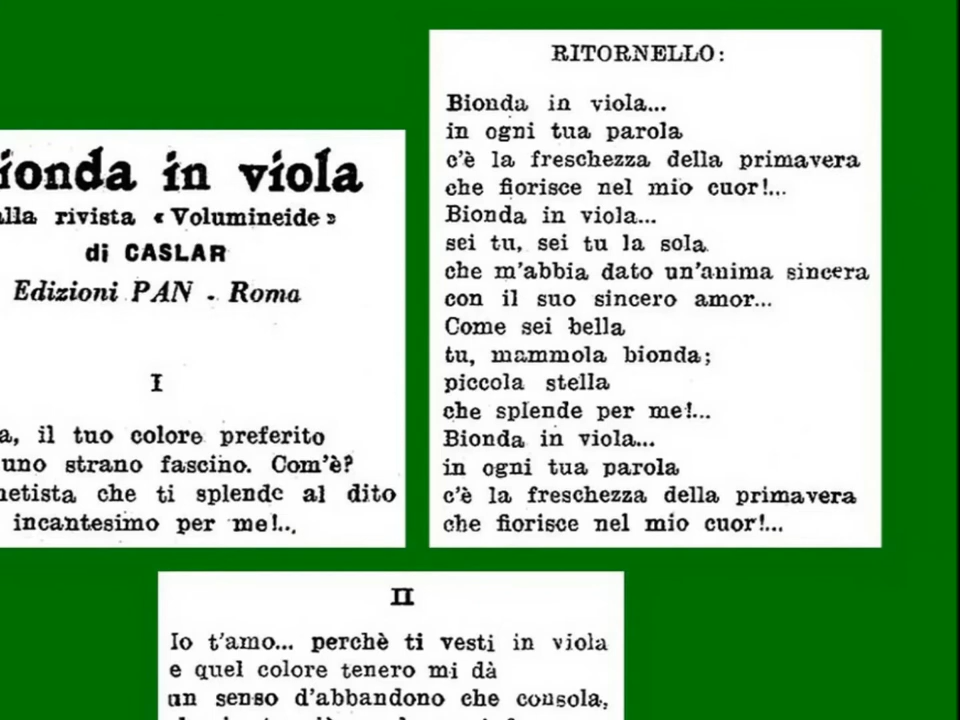 ionda in viola
lla rivista « Volumineide »
di CASLAR
Edizioni PAN - Roma
I
a, il tuo colore preferito
uno strano fascino. Com'è?
netista che ti splende al dito
incantesimo per me!...
RITORNELLO:
Bionda in viola...
in ogni tua parola
c'è la freschezza della primavera
che fiorisce nel mio cuor!...
Bionda in viola...
sei tu, sei tu la sola
che m'abbia dato un'anima sincera
con il suo sincero amor...
Come sei bella
tu, mammola bionda;
piccola stella
che splende per me!...
Bionda in viola...
in ogni tua parola
c'è la freschezza della primavera
che fiorisce nel mio cuor!...
II
Io t'amo... perchè ti vesti in viola
e quel colore tenero mi dà
un senso d'abbandono che consola,